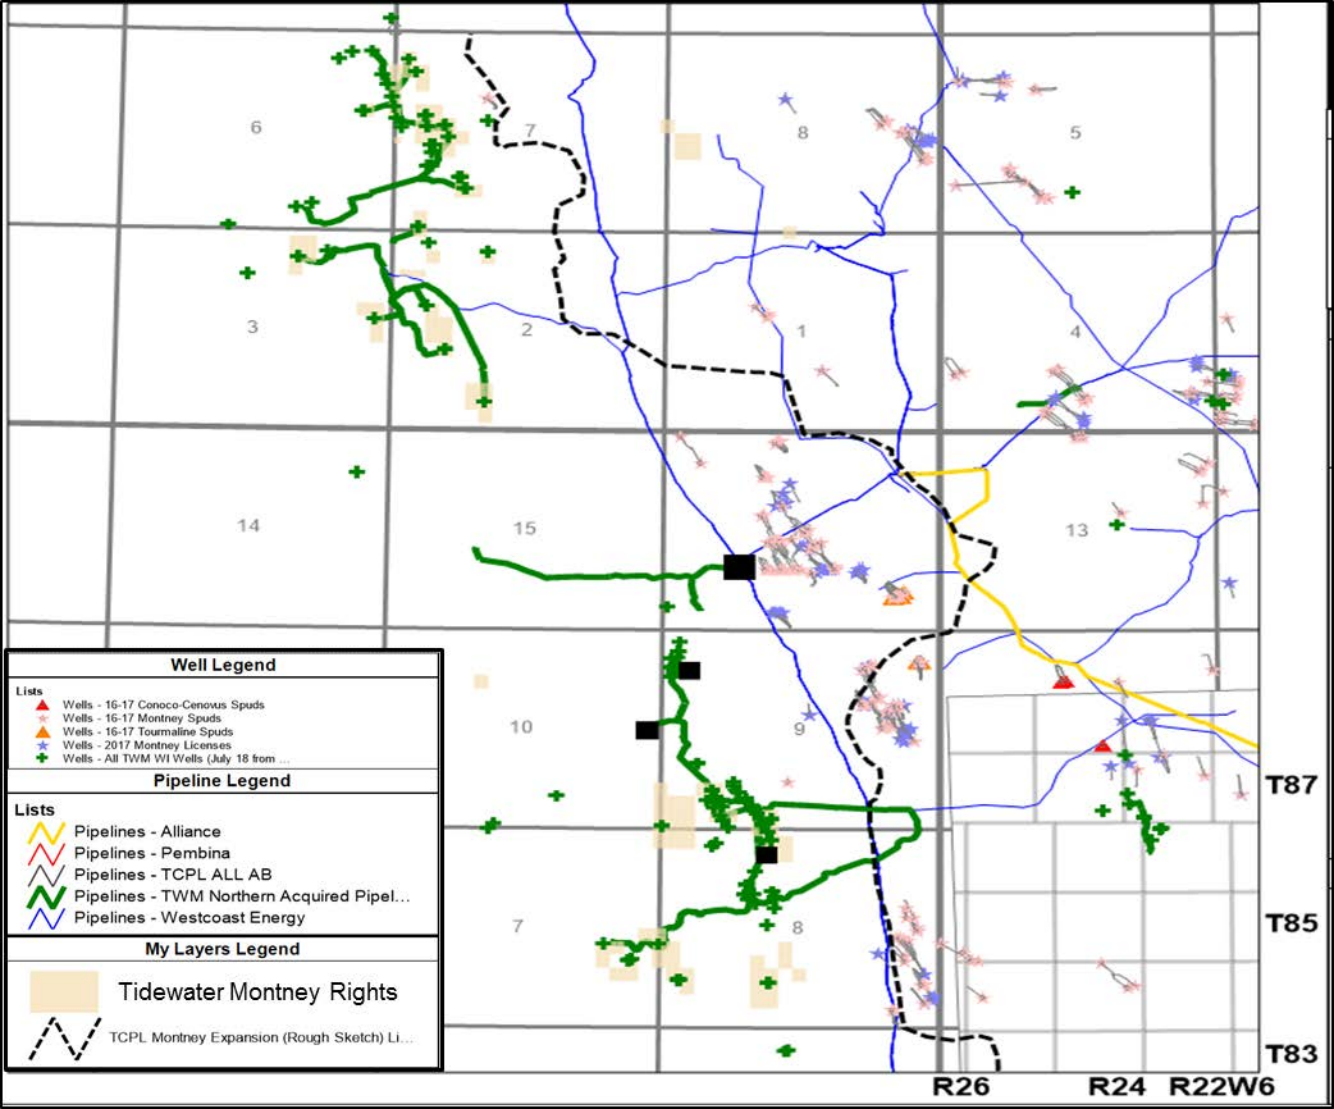 6
7
8
5
3
2
1
4
14
15
13
10
9
7
8
T87
T85
T83
R26 R24 R22W6
Well Legend
Lists
Wells - 16-17 Conoco-Cenovus Spuds
Wells - 16-17 Montney Spuds
Wells - 16-17 Tourmaline Spuds
Wells - 2017 Montney Licenses
Wells - All TWM WI Wells (July 18 from ...
Pipeline Legend
Lists
Pipelines - Alliance
Pipelines - Pembina
Pipelines - TCPL ALL AB
Pipelines - TWM Northern Acquired Pipel...
Pipelines - Westcoast Energy
My Layers Legend
Tidewater Montney Rights
TCPL Montney Expansion (Rough Sketch) Li...